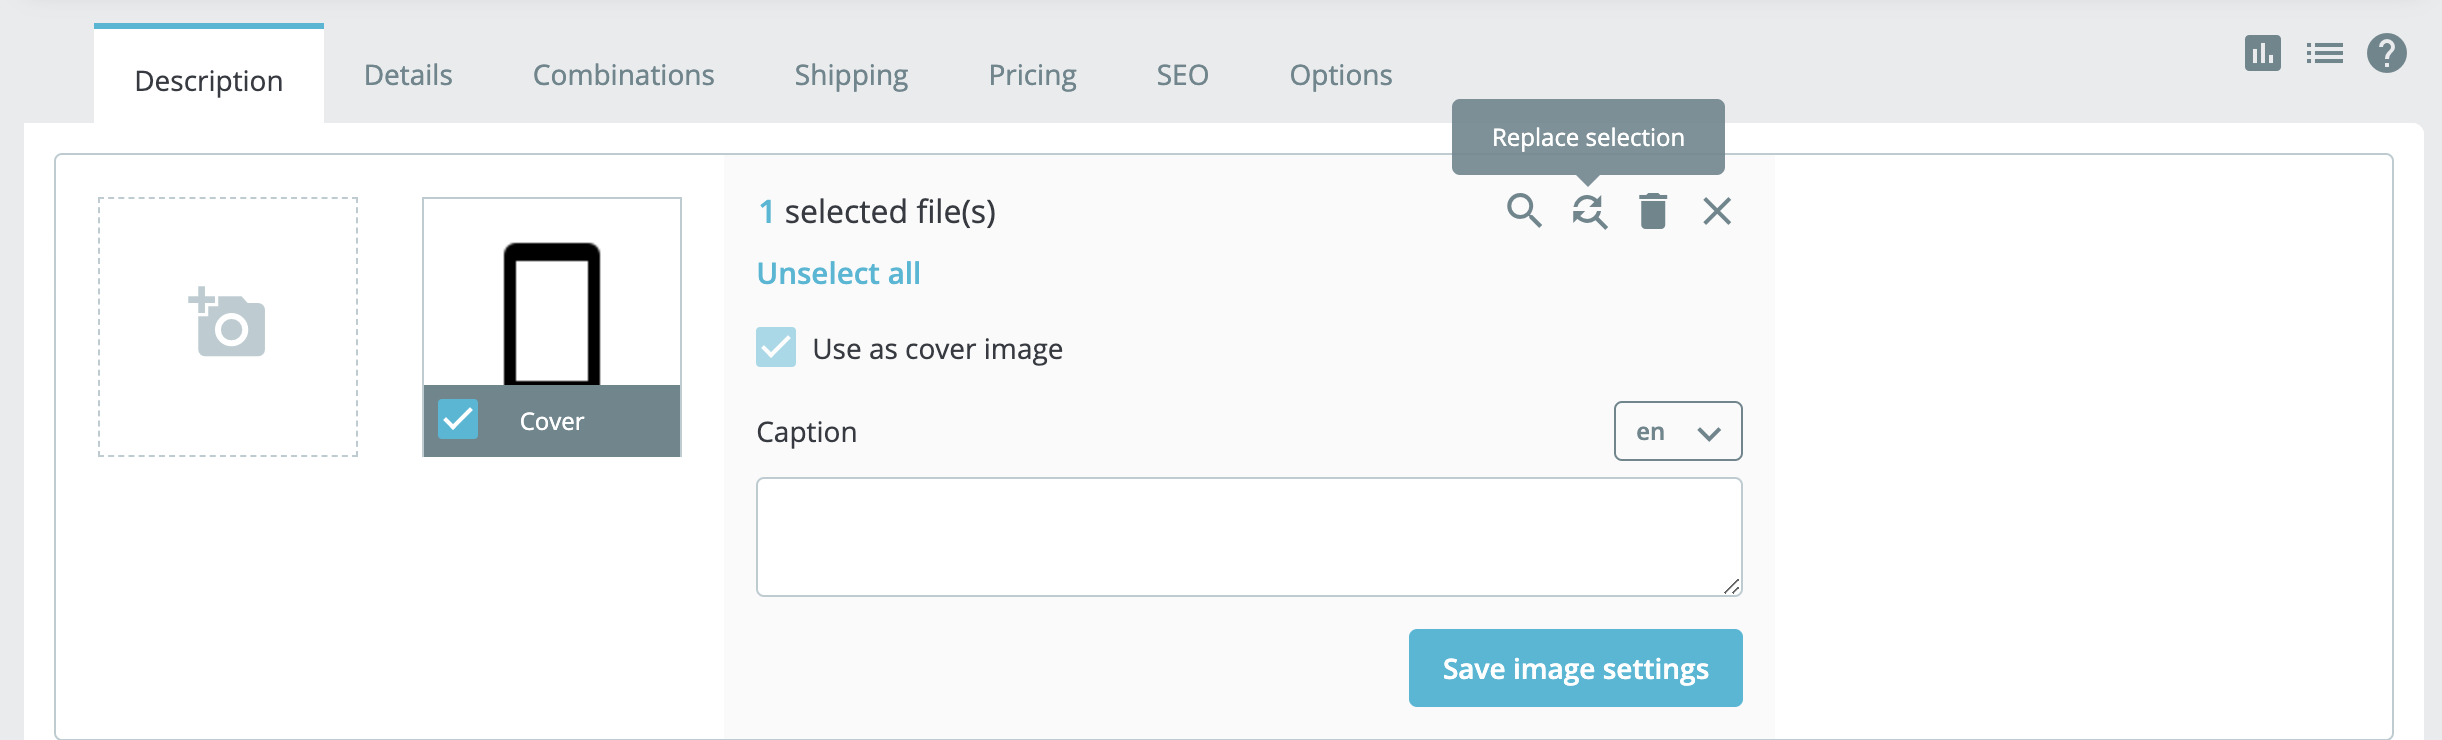 Description
Details
Combinations
Shipping
Pricing
SEO
Options
Replace selection
1 selected file(s)
Unselect all
Use as cover image
Cover
Caption
en
Save image settings